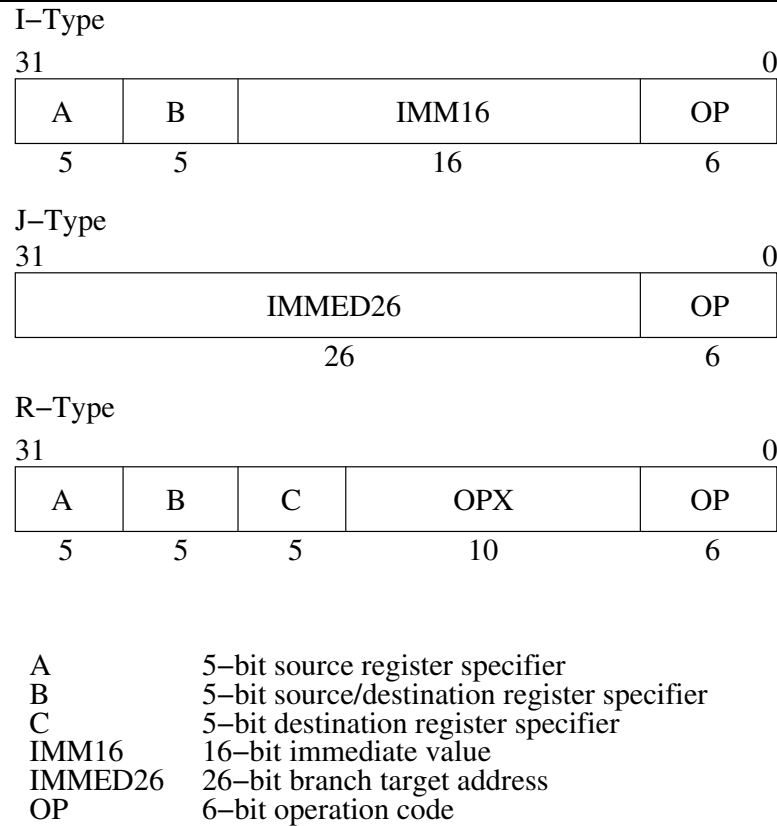 I−Type
31 0
A B IMM16 OP
5 5 16 6
J−Type
31 0
IMMED26 OP
26 6
R−Type
31 0
A B C OPX OP
5 5 5 10 6
A 5−bit source register specifier
B 5−bit source/destination register specifier
C 5−bit destination register specifier
IMM16 16−bit immediate value
IMMED26 26−bit branch target address
OP 6−bit operation code